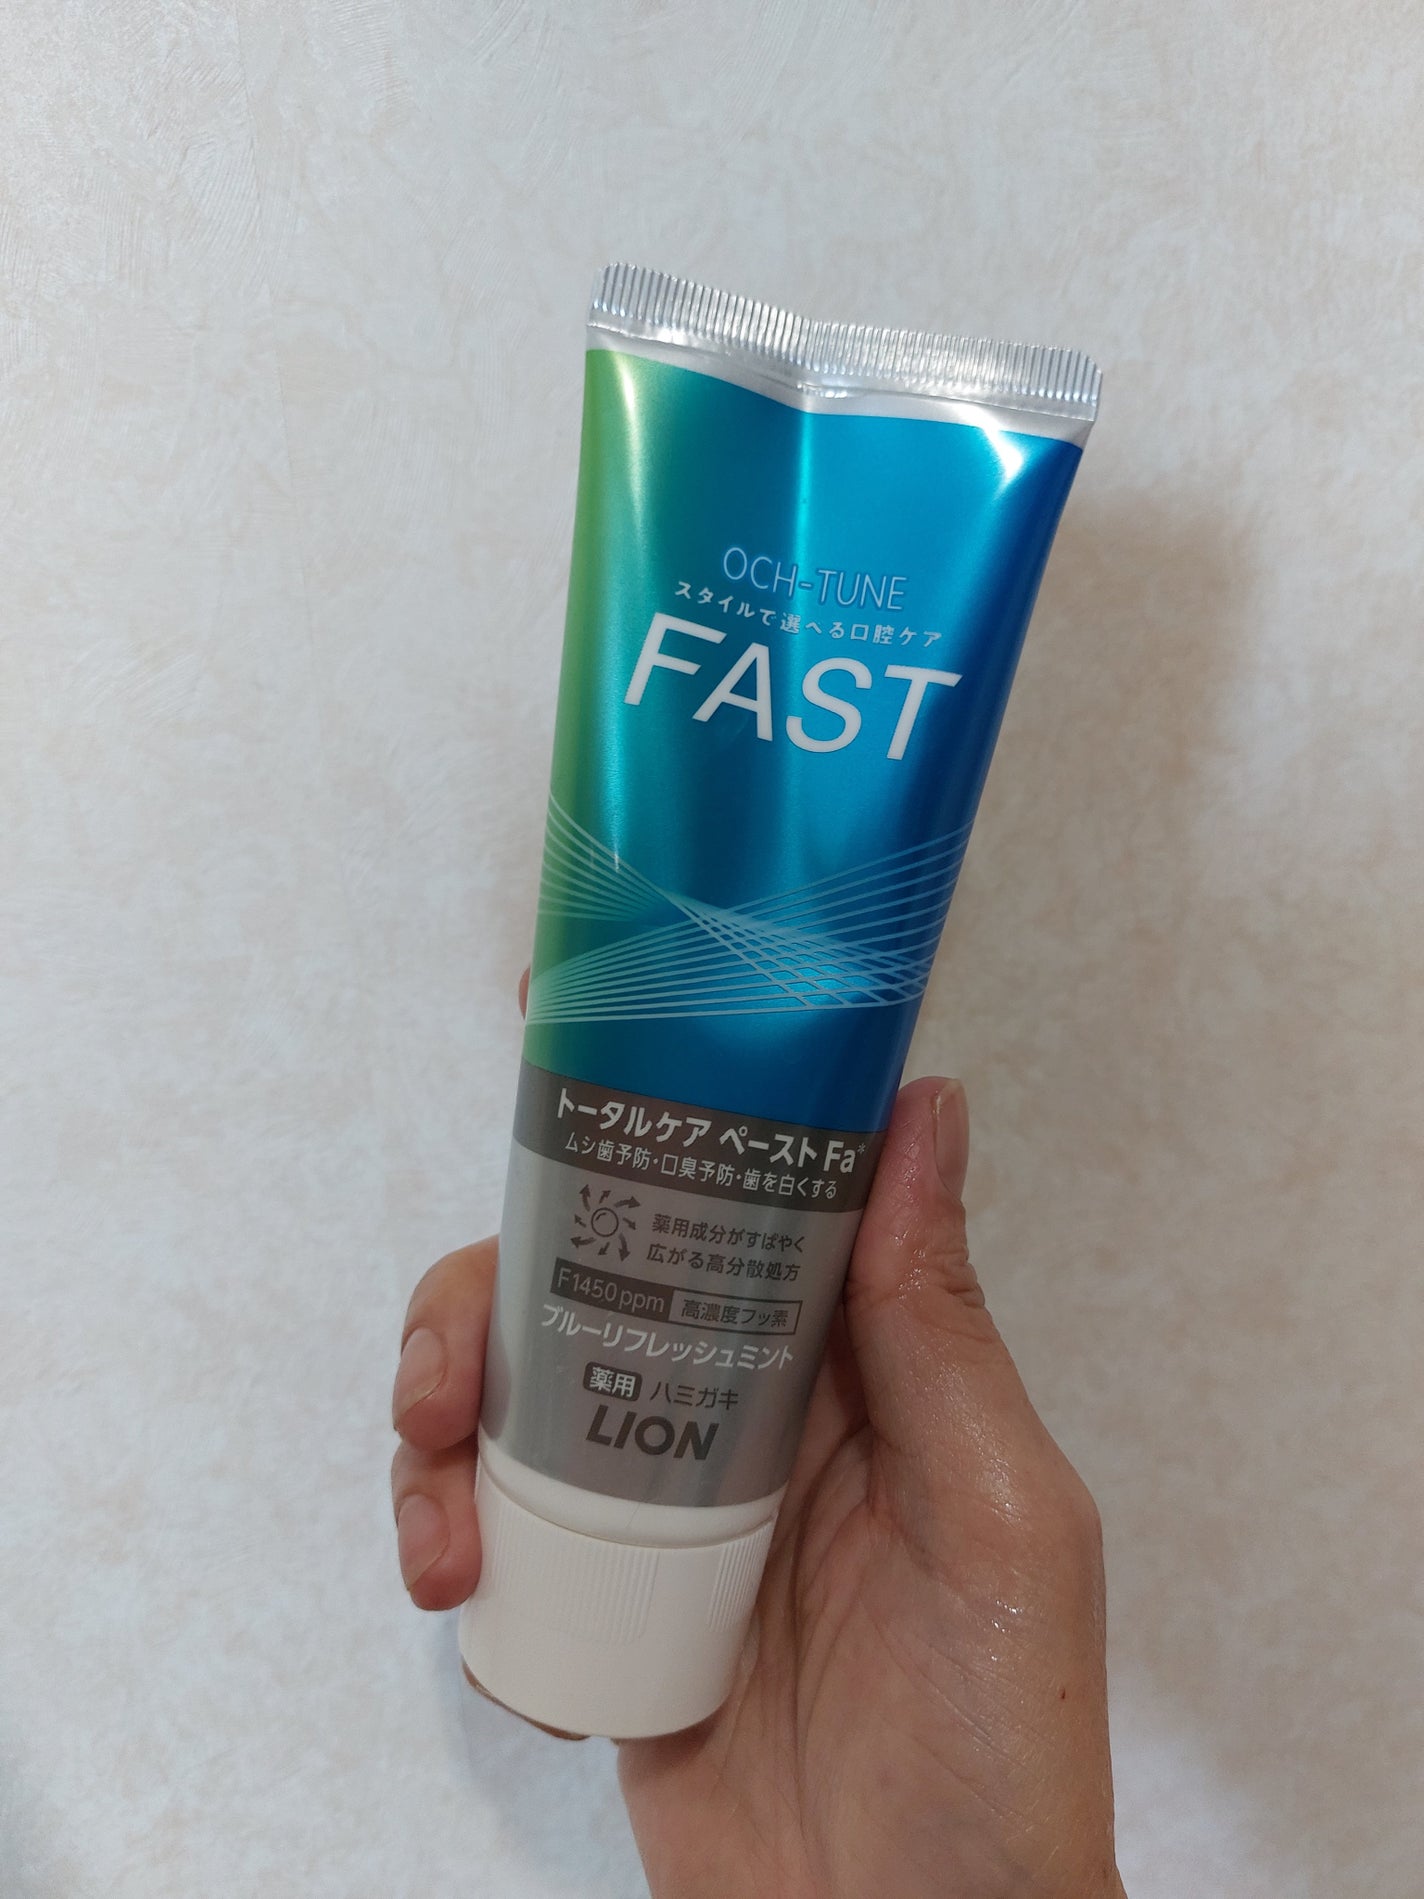 OCH-TUNE
スタイルで選べる口腔ケア
FAST
トータルケア ペースト Fa*
ムシ歯予防・口臭予防・歯を白くする
薬用成分がすばやく
広がる高分散処方
F1450ppm 高濃度フッ素
ブルーリフレッシュミント
薬用 ハミガキ
LION